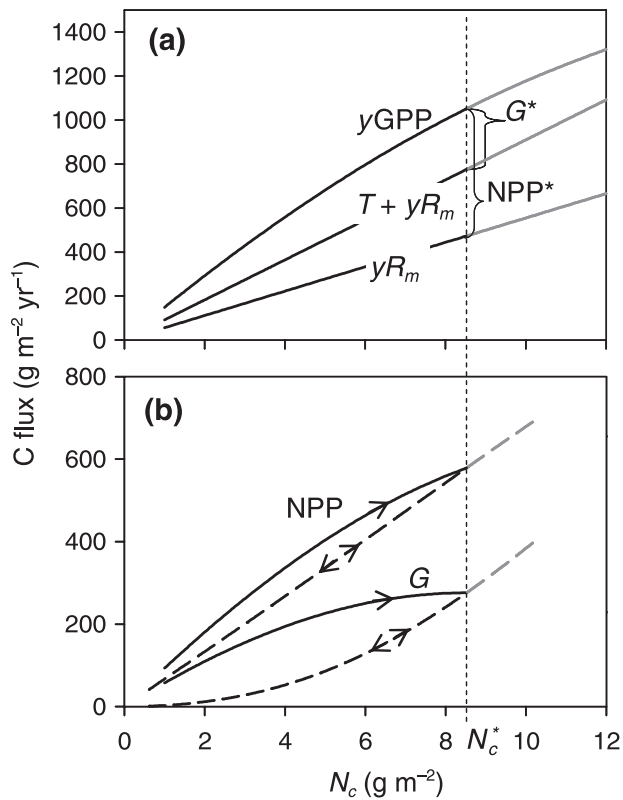 (a)
1400
1200
1000
800
600
400
200
0
yGPP
G*
T + yRₘ
NPP*
yRₘ
C flux (g m⁻² yr⁻¹)
(b)
800
600
400
200
0
NPP
G
0 2 4 6 8 N꜀* 10 12
N꜀ (g m⁻²)